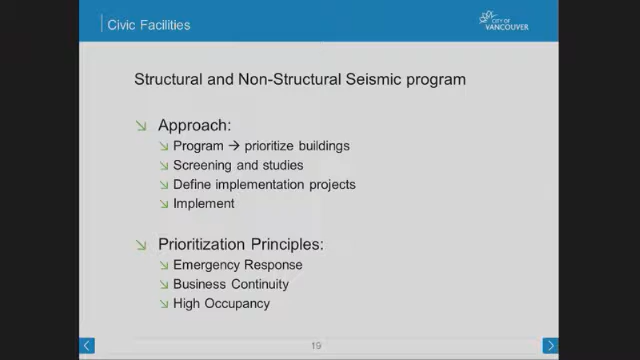 Civic Facilities
CITY OF
VANCOUVER
Structural and Non-Structural Seismic program
Approach:
Program → prioritize buildings
Screening and studies
Define implementation projects
Implement
Prioritization Principles:
Emergency Response
Business Continuity
High Occupancy
19